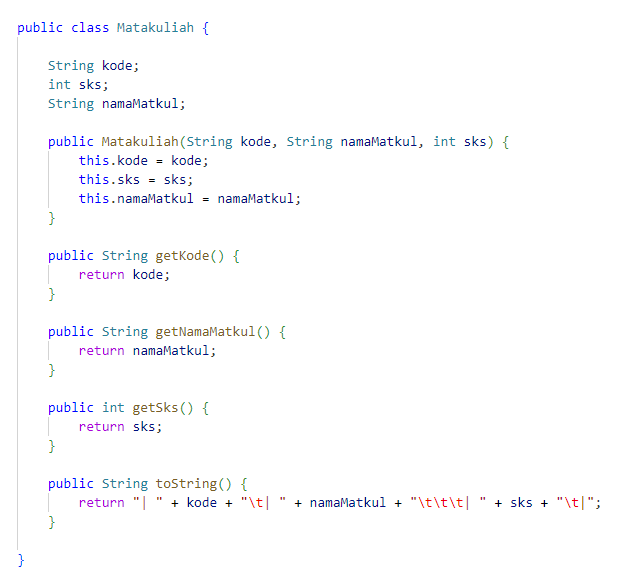 public class Matakuliah {
String kode;
int sks;
String namaMatkul;
public Matakuliah(String kode, String namaMatkul, int sks) {
this.kode = kode;
this.sks = sks;
this.namaMatkul = namaMatkul;
}
public String getKode() {
return kode;
}
public String getNamaMatkul() {
return namaMatkul;
}
public int getSks() {
return sks;
}
public String toString() {
return "| " + kode + "\t| " + namaMatkul + "\t\t\t| " + sks + "\t|";
}
}